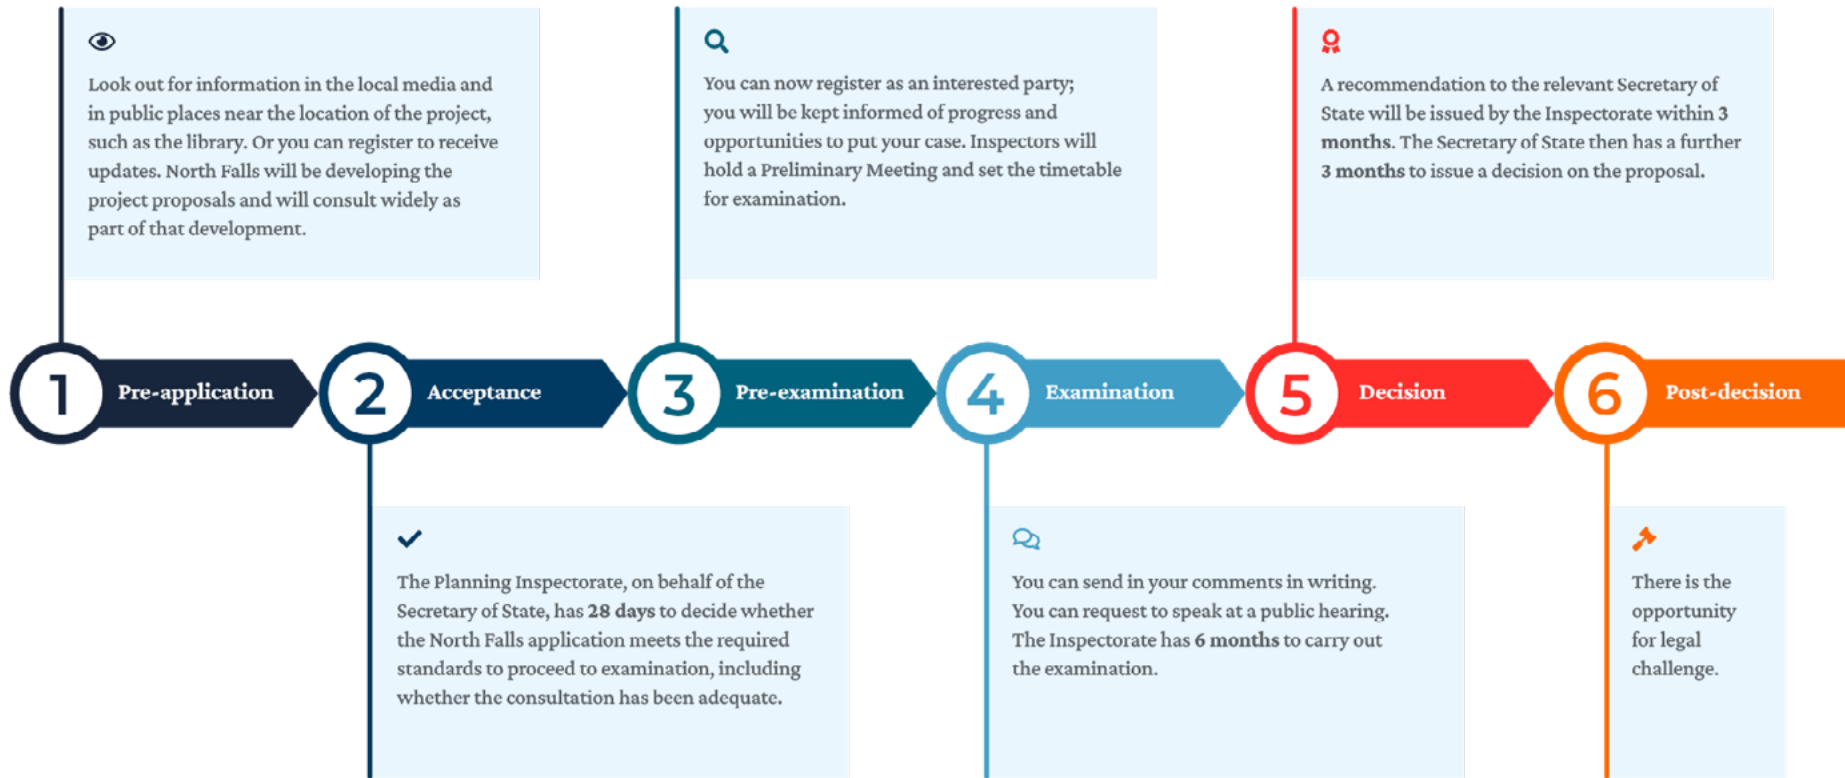 Look out for information in the local media and
in public places near the location of the project,
such as the library. Or you can register to receive
updates. North Falls will be developing the
project proposals and will consult widely as
part of that development.
You can now register as an interested party;
you will be kept informed of progress and
opportunities to put your case. Inspectors will
hold a Preliminary Meeting and set the timetable
for examination.
A recommendation to the relevant Secretary of
State will be issued by the Inspectorate within 3
months. The Secretary of State then has a further
3 months to issue a decision on the proposal.
1 Pre-application
2 Acceptance
3 Pre-examination
4 Examination
5 Decision
6 Post-decision
The Planning Inspectorate, on behalf of the
Secretary of State, has 28 days to decide whether
the North Falls application meets the required
standards to proceed to examination, including
whether the consultation has been adequate.
You can send in your comments in writing.
You can request to speak at a public hearing.
The Inspectorate has 6 months to carry out
the examination.
There is the
opportunity
for legal
challenge.